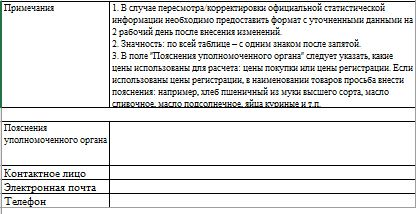 Примечания
1. В случае пересмотра/корректировки официальной статистической
информации необходимо предоставить формат с уточненными данными на
2 рабочий день после внесения изменений.
2. Значность: по всей таблице – с одним знаком после запятой.
3. В поле "Пояснения уполномоченного органа" следует указать, какие
цены использованы для расчета: цены покупки или цены регистрации. Если
использованы цены регистрации, в наименовании товаров просьба внести
пояснения: например, хлеб пшеничный из муки высшего сорта, масло
сливочное, масло подсолнечное, яйца куриные и т.п.
Пояснения
уполномоченного органа
Контактное лицо
Электронная почта
Телефон